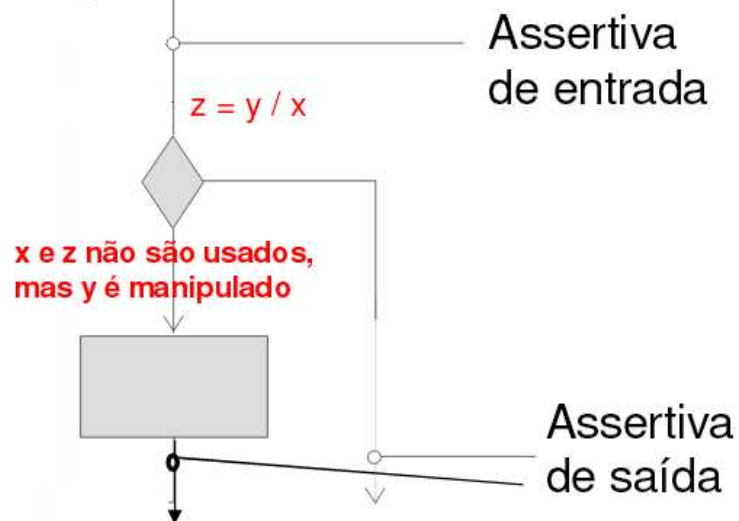 Assertiva
de entrada
z = y / x
x e z não são usados,
mas y é manipulado
Assertiva
de saída